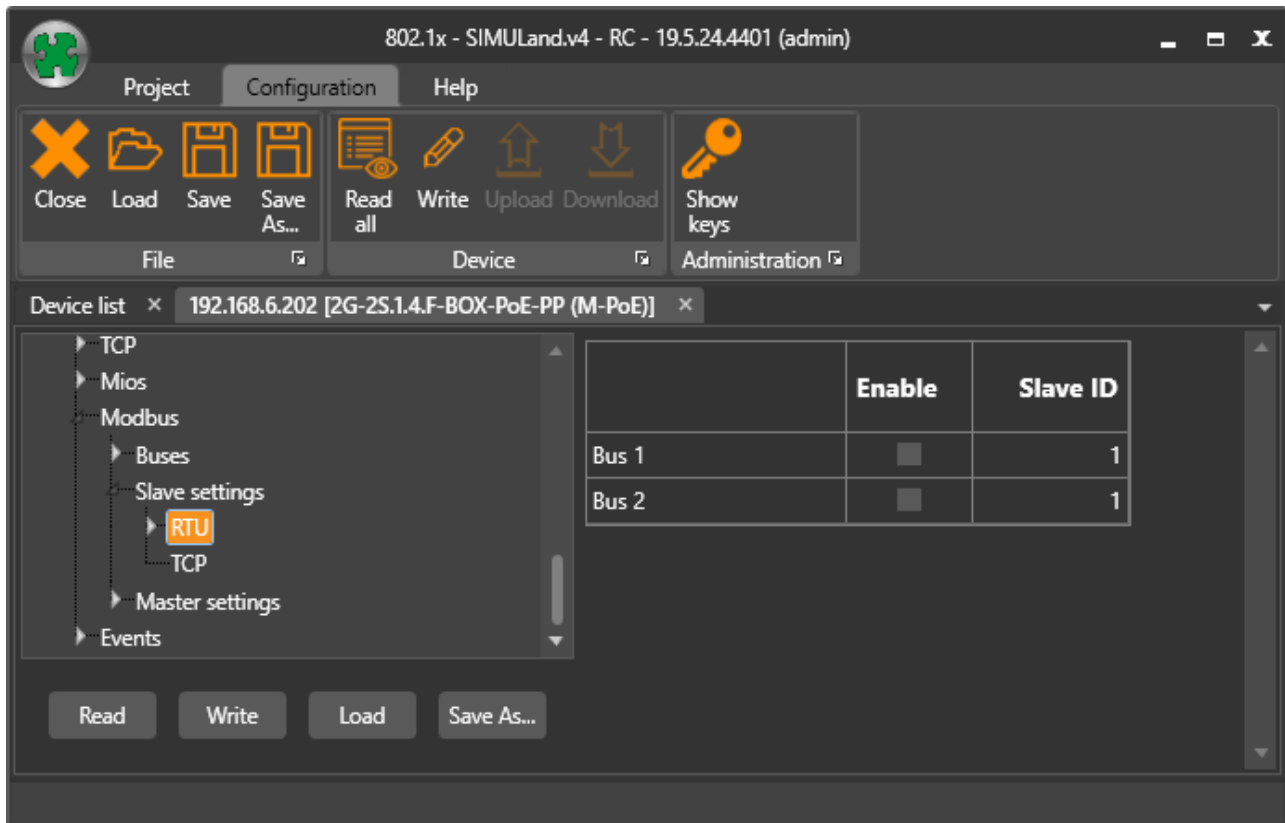 802.1x - SIMULand.v4 - RC - 19.5.24.4401 (admin)
Project Configuration Help
Close Load Save Save As... Read all Write Upload Download Show keys
File Device Administration
Device list × 192.168.6.202 [2G-2S.1.4.F-BOX-PoE-PP (M-PoE)] ×
TCP
Mios
Modbus
Buses
Slave settings
RTU
TCP
Master settings
Events
Enable Slave ID
Bus 1 1
Bus 2 1
Read Write Load Save As...